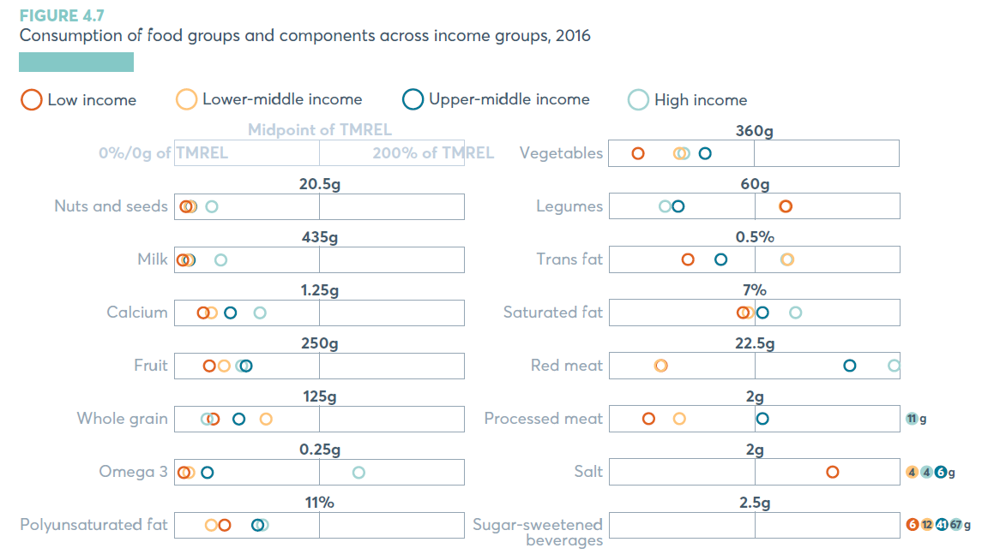 FIGURE 4.7
Consumption of food groups and components across income groups, 2016
Low income
Lower-middle income
Upper-middle income
High income
Midpoint of TMREL
0%/0g of TMREL
200% of TMREL
20.5g
Nuts and seeds
435g
Milk
1.25g
Calcium
250g
Fruit
125g
Whole grain
0.25g
Omega 3
11%
Polyunsaturated fat
360g
Vegetables
60g
Legumes
0.5%
Trans fat
7%
Saturated fat
22.5g
Red meat
2g
Processed meat
11 g
2g
Salt
4 4 6 g
2.5g
Sugar-sweetened
beverages
6 12 41 67 g